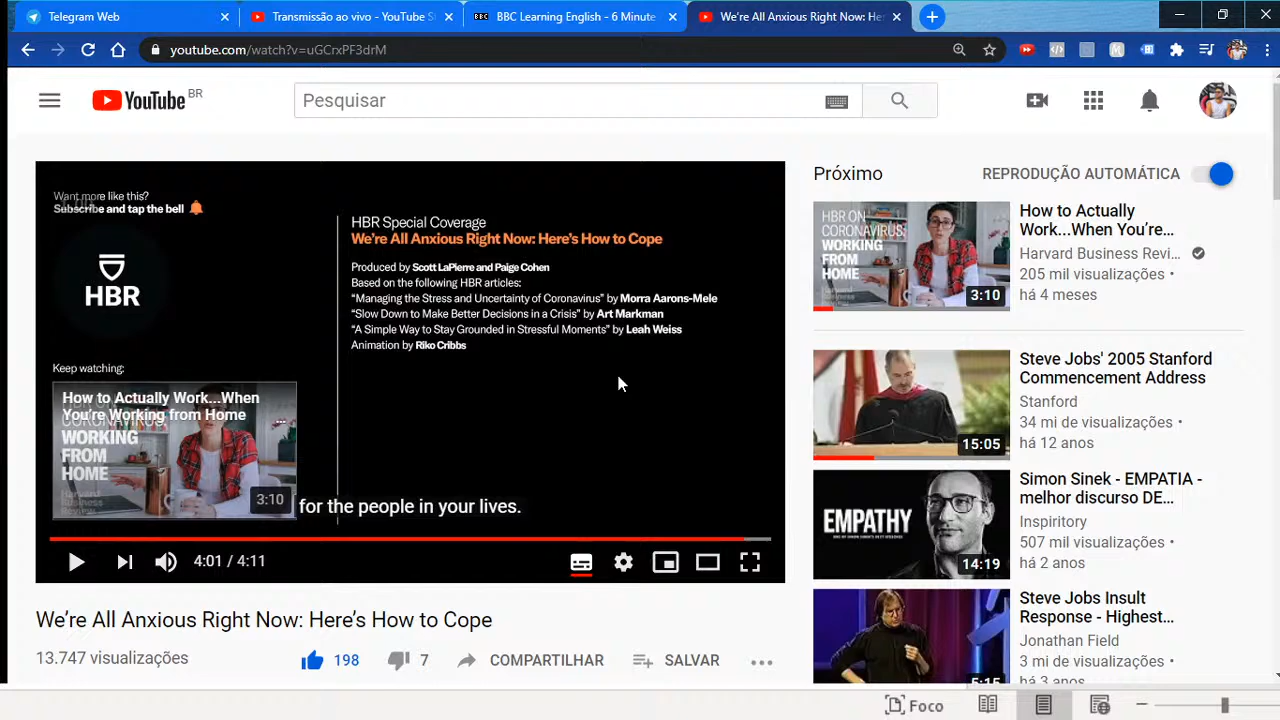 Telegram Web
Transmissão ao vivo - YouTube S
BBC Learning English - 6 Minute
We're All Anxious Right Now: He
youtube.com/watch?v=uGCrxPF3drM
YouTube BR
Pesquisar
Want more like this?
Subscribe and tap the bell
HBR
HBR Special Coverage
We're All Anxious Right Now: Here's How to Cope
Produced by Scott LaPierre and Paige Cohen
Based on the following HBR articles:
“Managing the Stress and Uncertainty of Coronavirus” by Morra Aarons-Mele
“Slow Down to Make Better Decisions in a Crisis” by Art Markman
“A Simple Way to Stay Grounded in Stressful Moments” by Leah Weiss
Animation by Riko Cribbs
Keep watching:
How to Actually Work...When
You're Working from Home
CORONAVIRUS:
WORKING
FROM
HOME
Harvard
Business
Review
3:10
for the people in your lives.
4:01 / 4:11
We’re All Anxious Right Now: Here’s How to Cope
13.747 visualizações
198
7
COMPARTILHAR
SALVAR
Próximo
REPRODUÇÃO AUTOMÁTICA
HBR ON
CORONAVIRUS:
WORKING
FROM
HOME
3:10
How to Actually
Work...When You’re...
Harvard Business Revi...
205 mil visualizações •
há 4 meses
15:05
Steve Jobs' 2005 Stanford
Commencement Address
Stanford
34 mi de visualizações •
há 12 anos
EMPATHY
14:19
Simon Sinek - EMPATIA -
melhor discurso DE...
Inspiritory
507 mil visualizações •
há 2 anos
5:15
Steve Jobs Insult
Response - Highest...
Jonathan Field
3 mi de visualizações •
há 3 anos
Foco